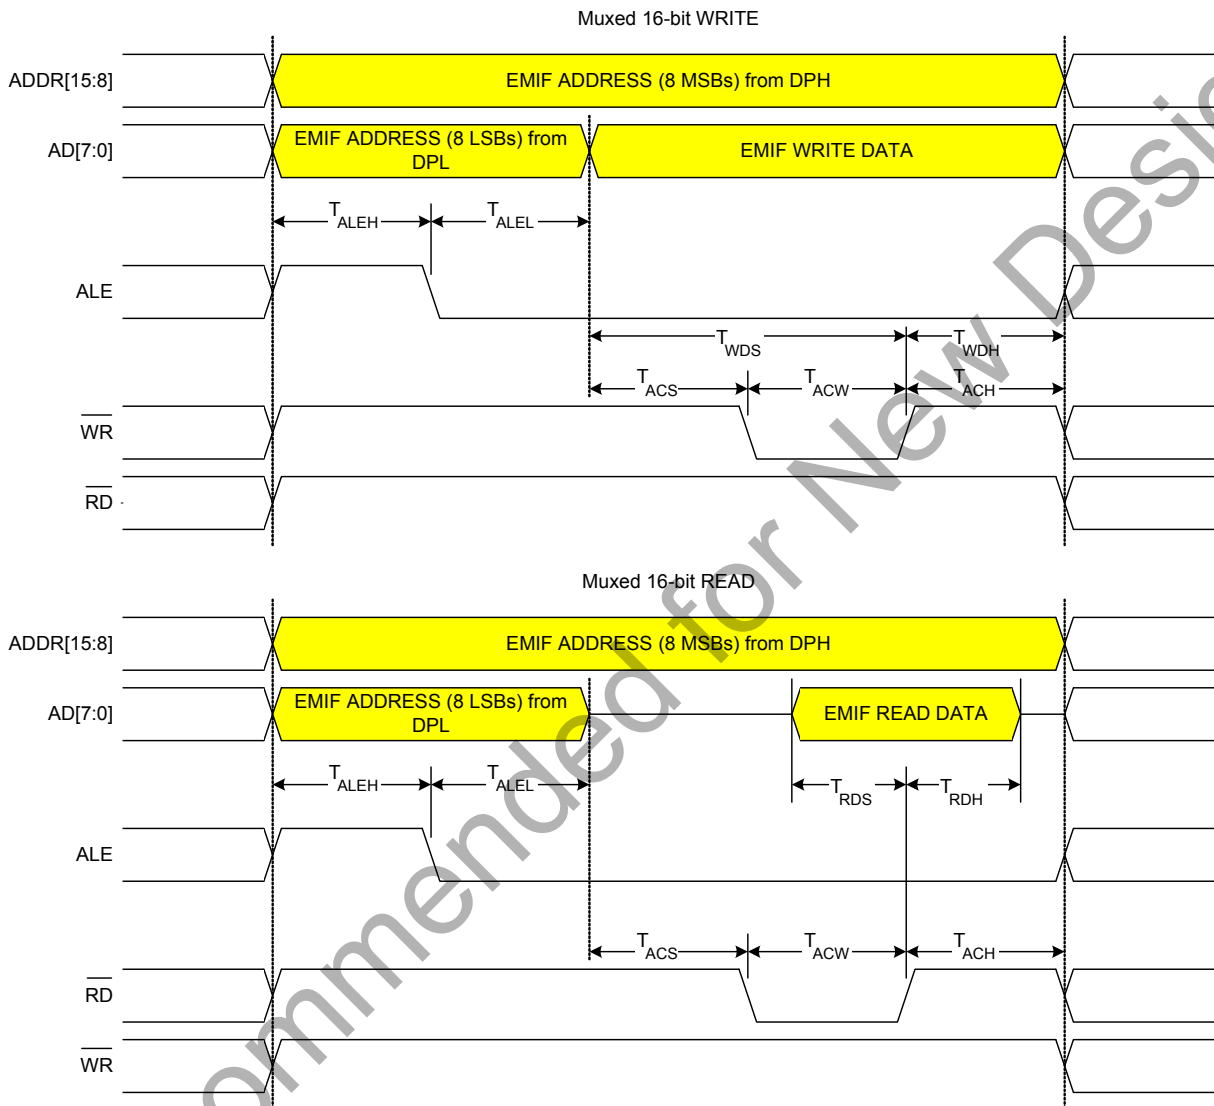 Muxed 16-bit WRITE
ADDR[15:8]
EMIF ADDRESS (8 MSBs) from DPH
AD[7:0]
EMIF ADDRESS (8 LSBs) from
DPL
EMIF WRITE DATA
TALEH
TALEL
ALE
TWDS
TWDH
TACS
TACW
TACH
WR
RD
Muxed 16-bit READ
ADDR[15:8]
EMIF ADDRESS (8 MSBs) from DPH
AD[7:0]
EMIF ADDRESS (8 LSBs) from
DPL
EMIF READ DATA
TALEH
TALEL
TRDS
TRDH
ALE
TACS
TACW
TACH
RD
WR
ommended for New Desig